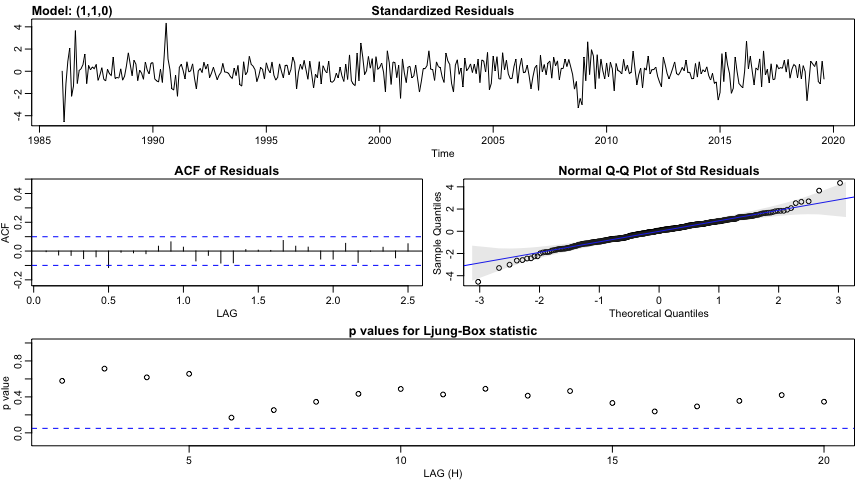 Model: (1,1,0) Standardized Residuals
4
2
0
-2
-4
1985 1990 1995 2000 2005 2010 2015 2020
Time
ACF of Residuals
ACF
0.4
0.2
0.0
-0.2
0.0 0.5 1.0 1.5 2.0 2.5
LAG
Normal Q-Q Plot of Std Residuals
Sample Quantiles
4
2
0
-2
-4
-3 -2 -1 0 1 2 3
Theoretical Quantiles
p values for Ljung-Box statistic
p value
0.8
0.4
0.0
5 10 15 20
LAG (H)